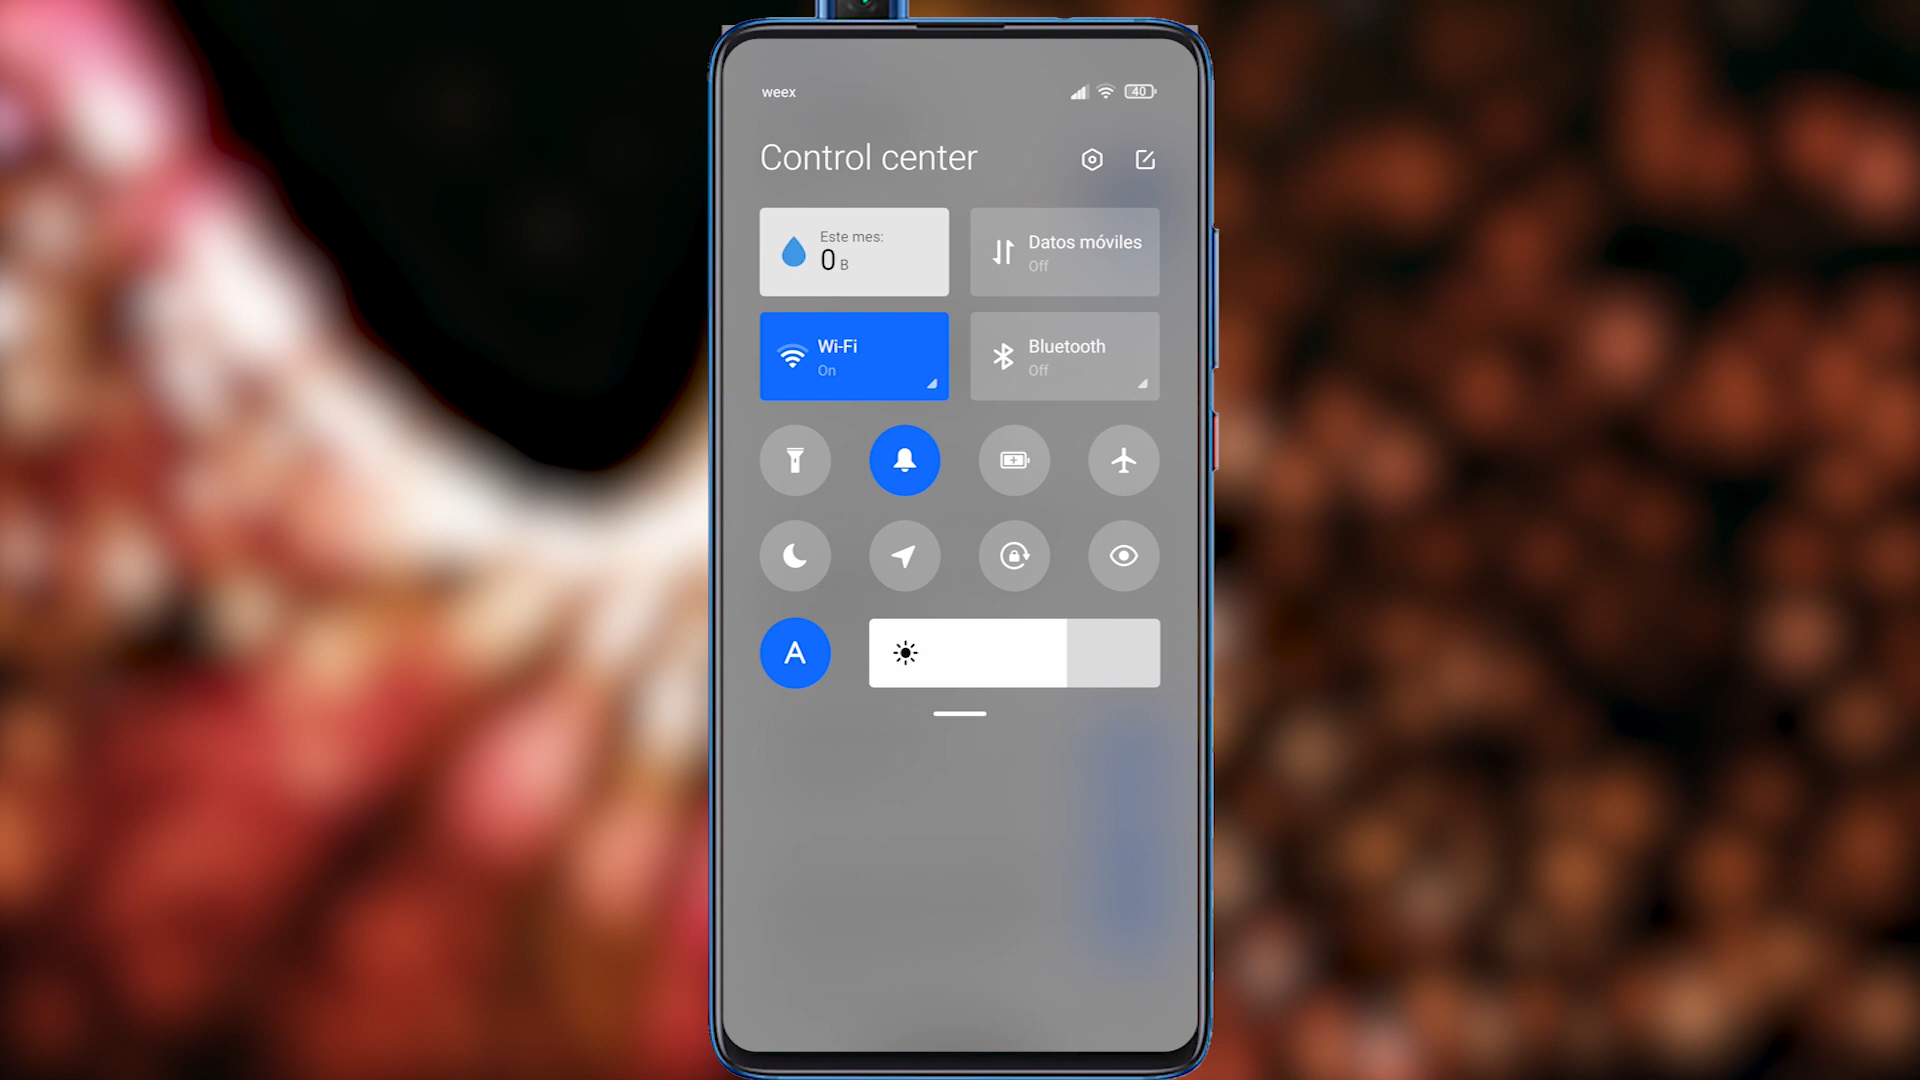 weex
40
Control center
Este mes:
0 B
Datos móviles
Off
Wi-Fi
On
Bluetooth
Off
A